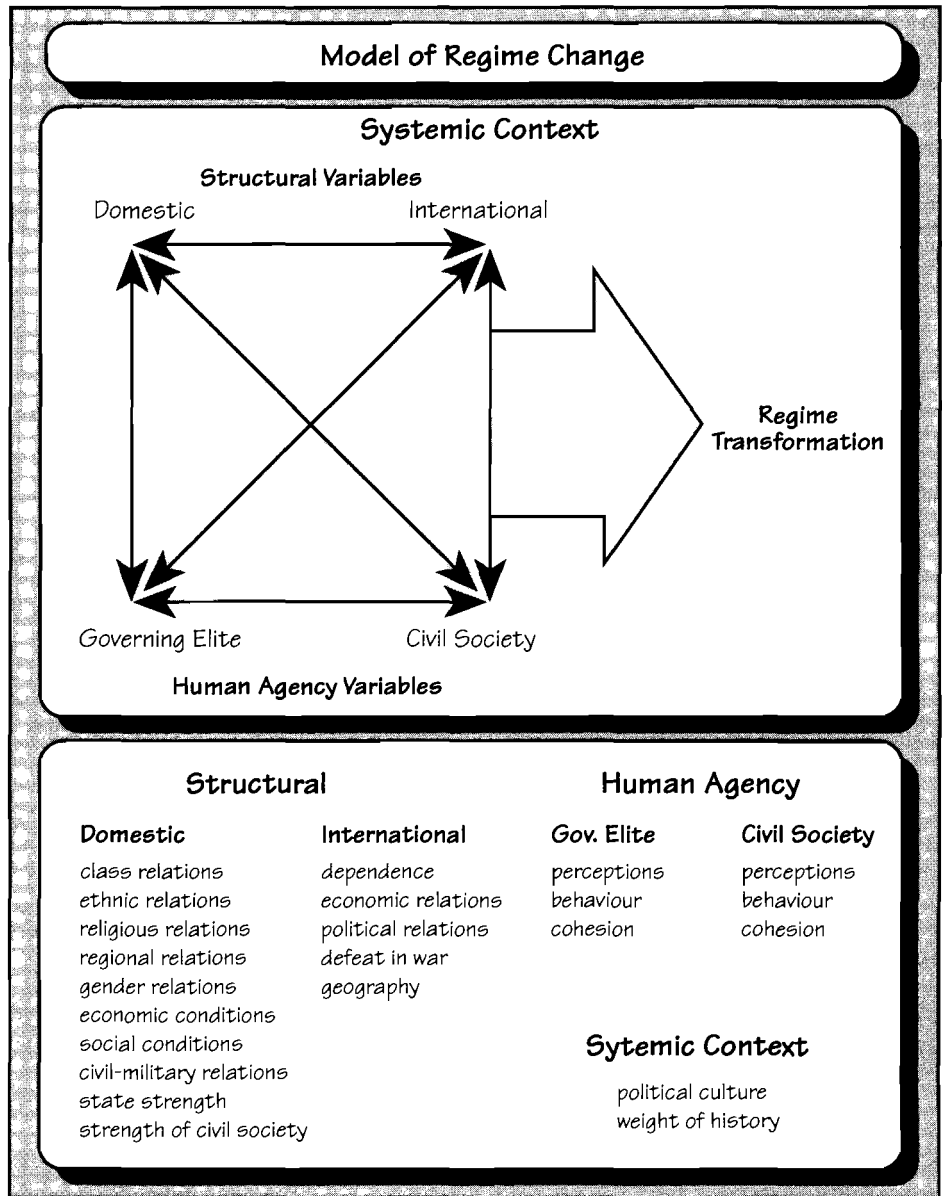 Model of Regime Change
Systemic Context
Structural Variables
Domestic
International
Regime
Transformation
Governing Elite
Civil Society
Human Agency Variables
Structural
Human Agency
Domestic
class relations
ethnic relations
religious relations
regional relations
gender relations
economic conditions
social conditions
civil-military relations
state strength
strength of civil society
International
dependence
economic relations
political relations
defeat in war
geography
Gov. Elite
perceptions
behaviour
cohesion
Civil Society
perceptions
behaviour
cohesion
Sytemic Context
political culture
weight of history